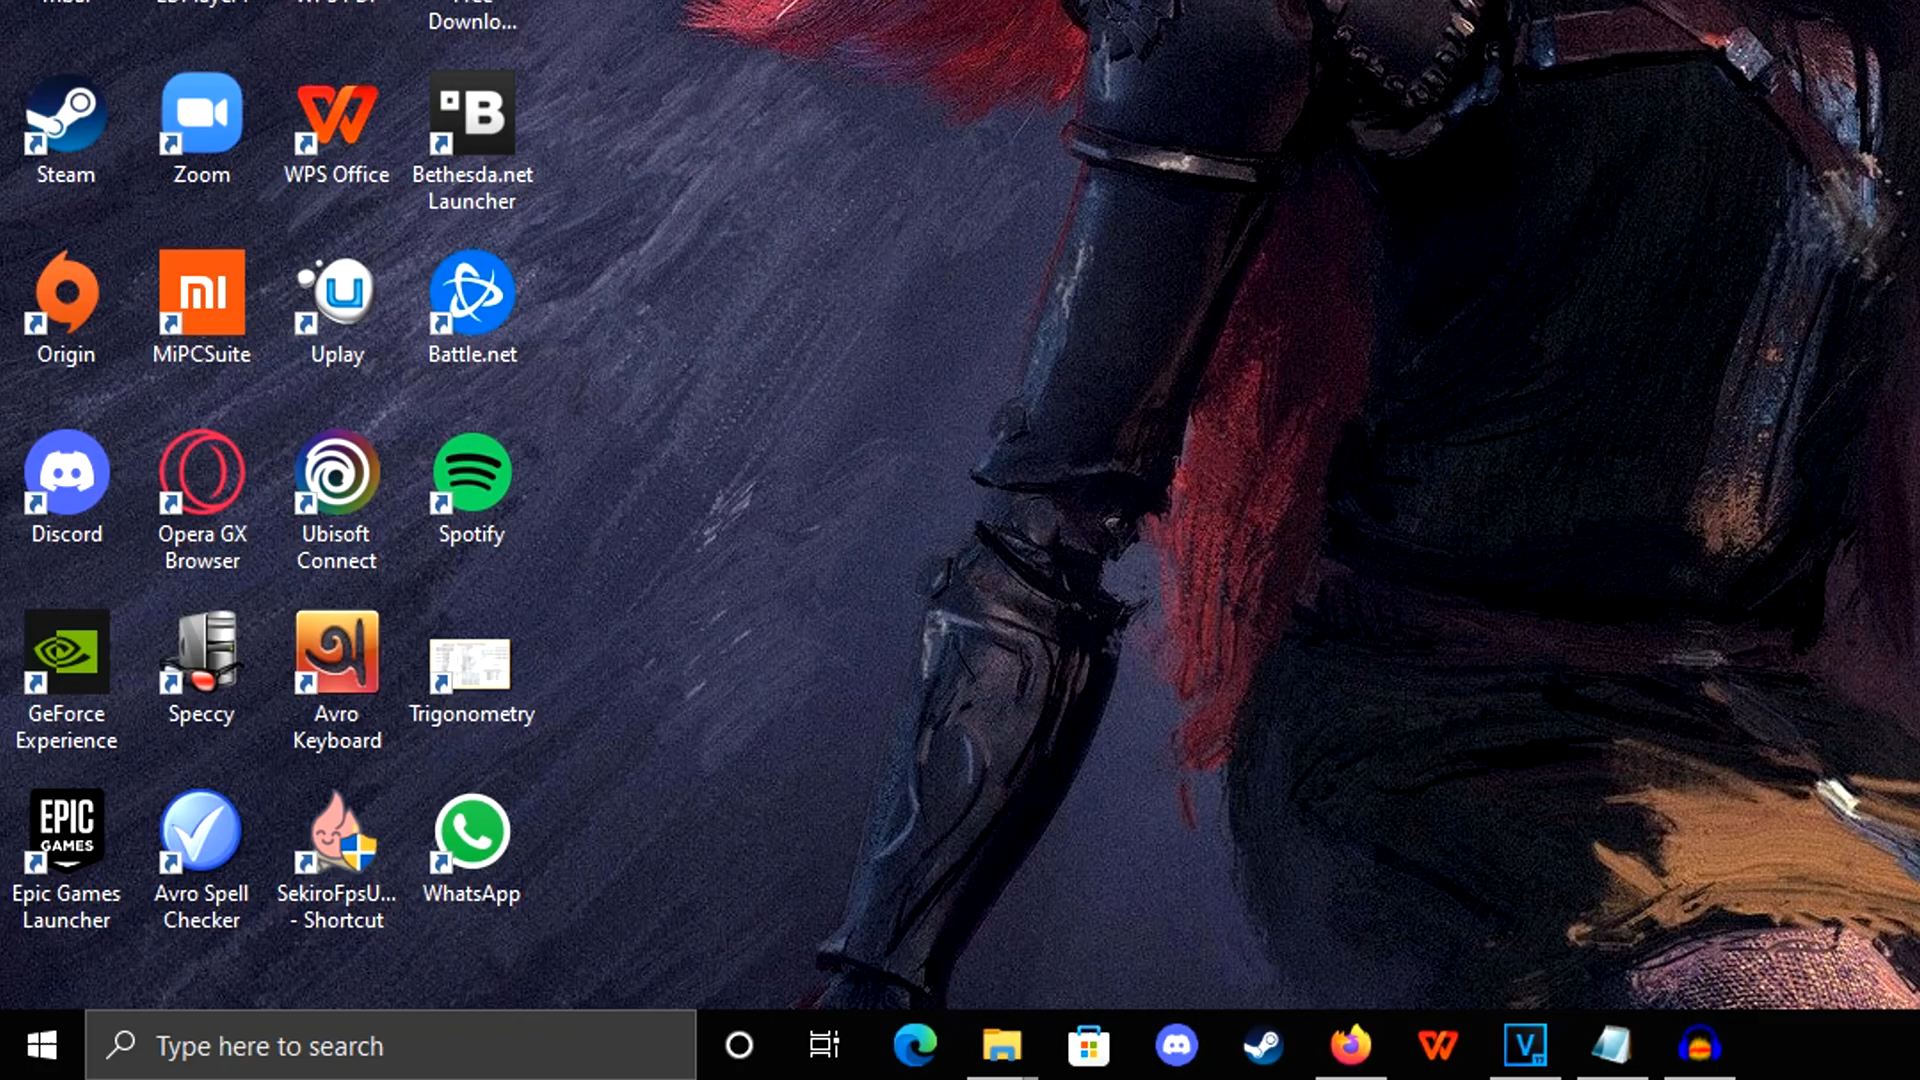 Downlo...
Steam
Zoom
WPS Office
Bethesda.net
Launcher
Origin
MiPCSuite
Uplay
Battle.net
Discord
Opera GX
Browser
Ubisoft
Connect
Spotify
GeForce
Experience
Speccy
Avro
Keyboard
Trigonometry
EPIC
GAMES
Epic Games
Launcher
Avro Spell
Checker
SekiroFpsU...
- Shortcut
WhatsApp
Type here to search